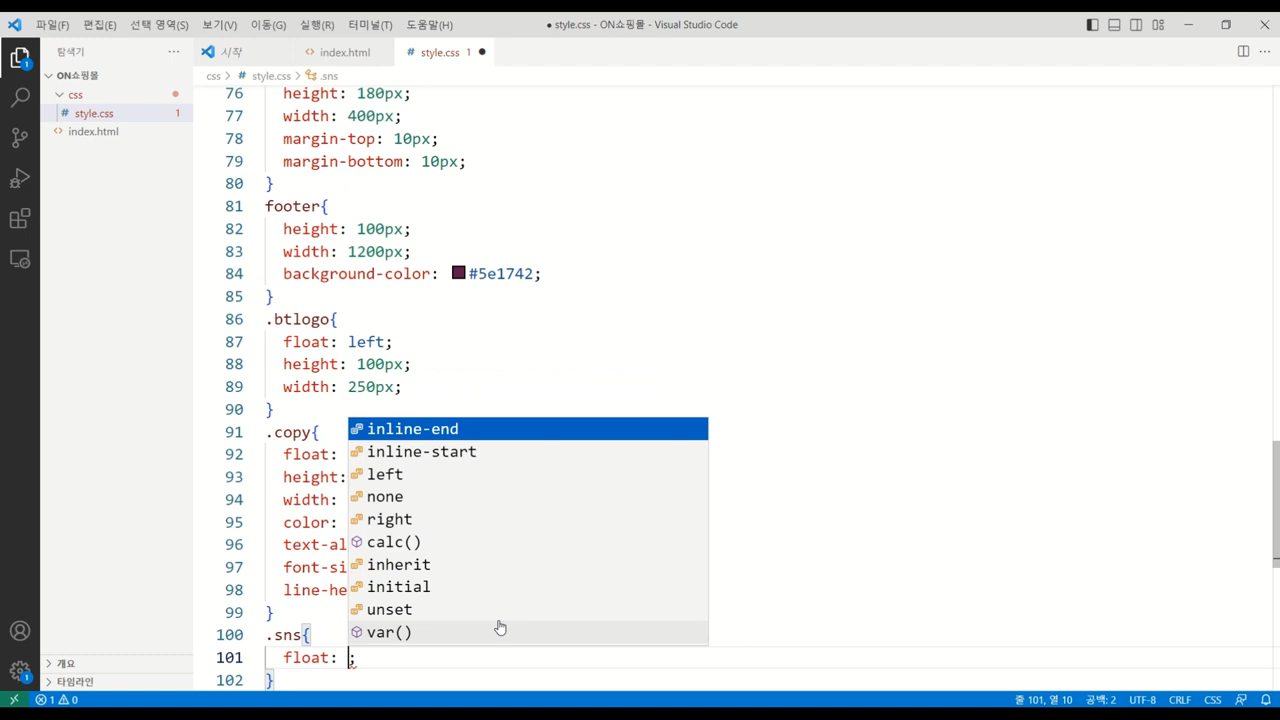 파일(F) 편집(E) 선택 영역(S) 보기(V) 이동(G) 실행(R) 터미널(T) 도움말(H) ● style.css - ON쇼핑몰 - Visual Studio Code
탐색기 ···
시작 <> index.html # style.css 1 ●
ON쇼핑몰
css
# style.css 1
<> index.html
css > # style.css > .sns
76 height: 180px;
77 width: 400px;
78 margin-top: 10px;
79 margin-bottom: 10px;
80 }
81 footer{
82 height: 100px;
83 width: 1200px;
84 background-color: #5e1742;
85 }
86 .btlogo{
87 float: left;
88 height: 100px;
89 width: 250px;
90 }
91 .copy{
92 float:
93 height:
94 width:
95 color:
96 text-al
97 font-si
98 line-he
99 }
100 .sns{
101 float: ;
102 }
inline-end
inline-start
left
none
right
calc()
inherit
initial
unset
var()
1
1
> 개요
> 타임라인
1 0 줄 101, 열 10 공백: 2 UTF-8 CRLF CSS